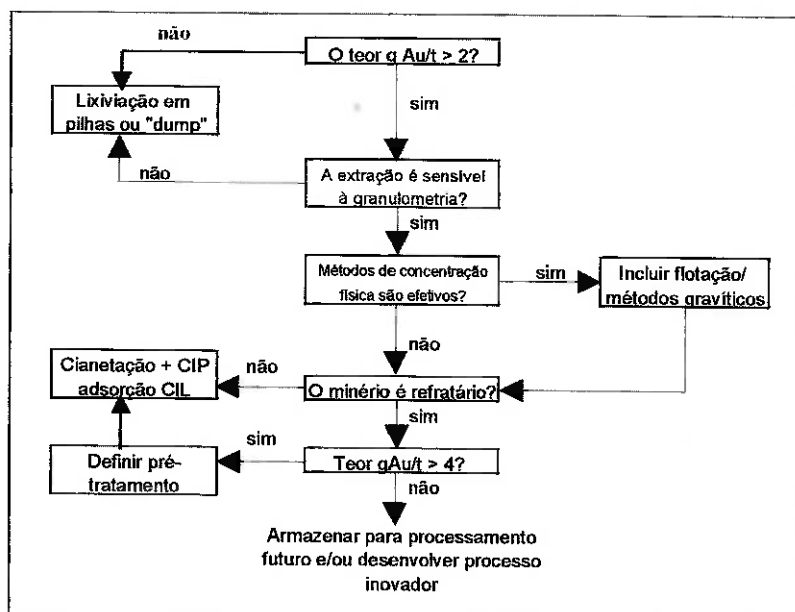 não
O teor g Au/t > 2?
Lixiviação em
pilhas ou "dump"
sim
não
A extração é sensível
à granulometria?
sim
Métodos de concentração
física são efetivos?
sim
Incluir flotação/
métodos gravíticos
não
Cianetação + CIP
adsorção CIL
não
O minério é refratário?
sim
Definir pré-
tratamento
sim
Teor gAu/t > 4?
não
Armazenar para processamento
futuro e/ou desenvolver processo
inovador